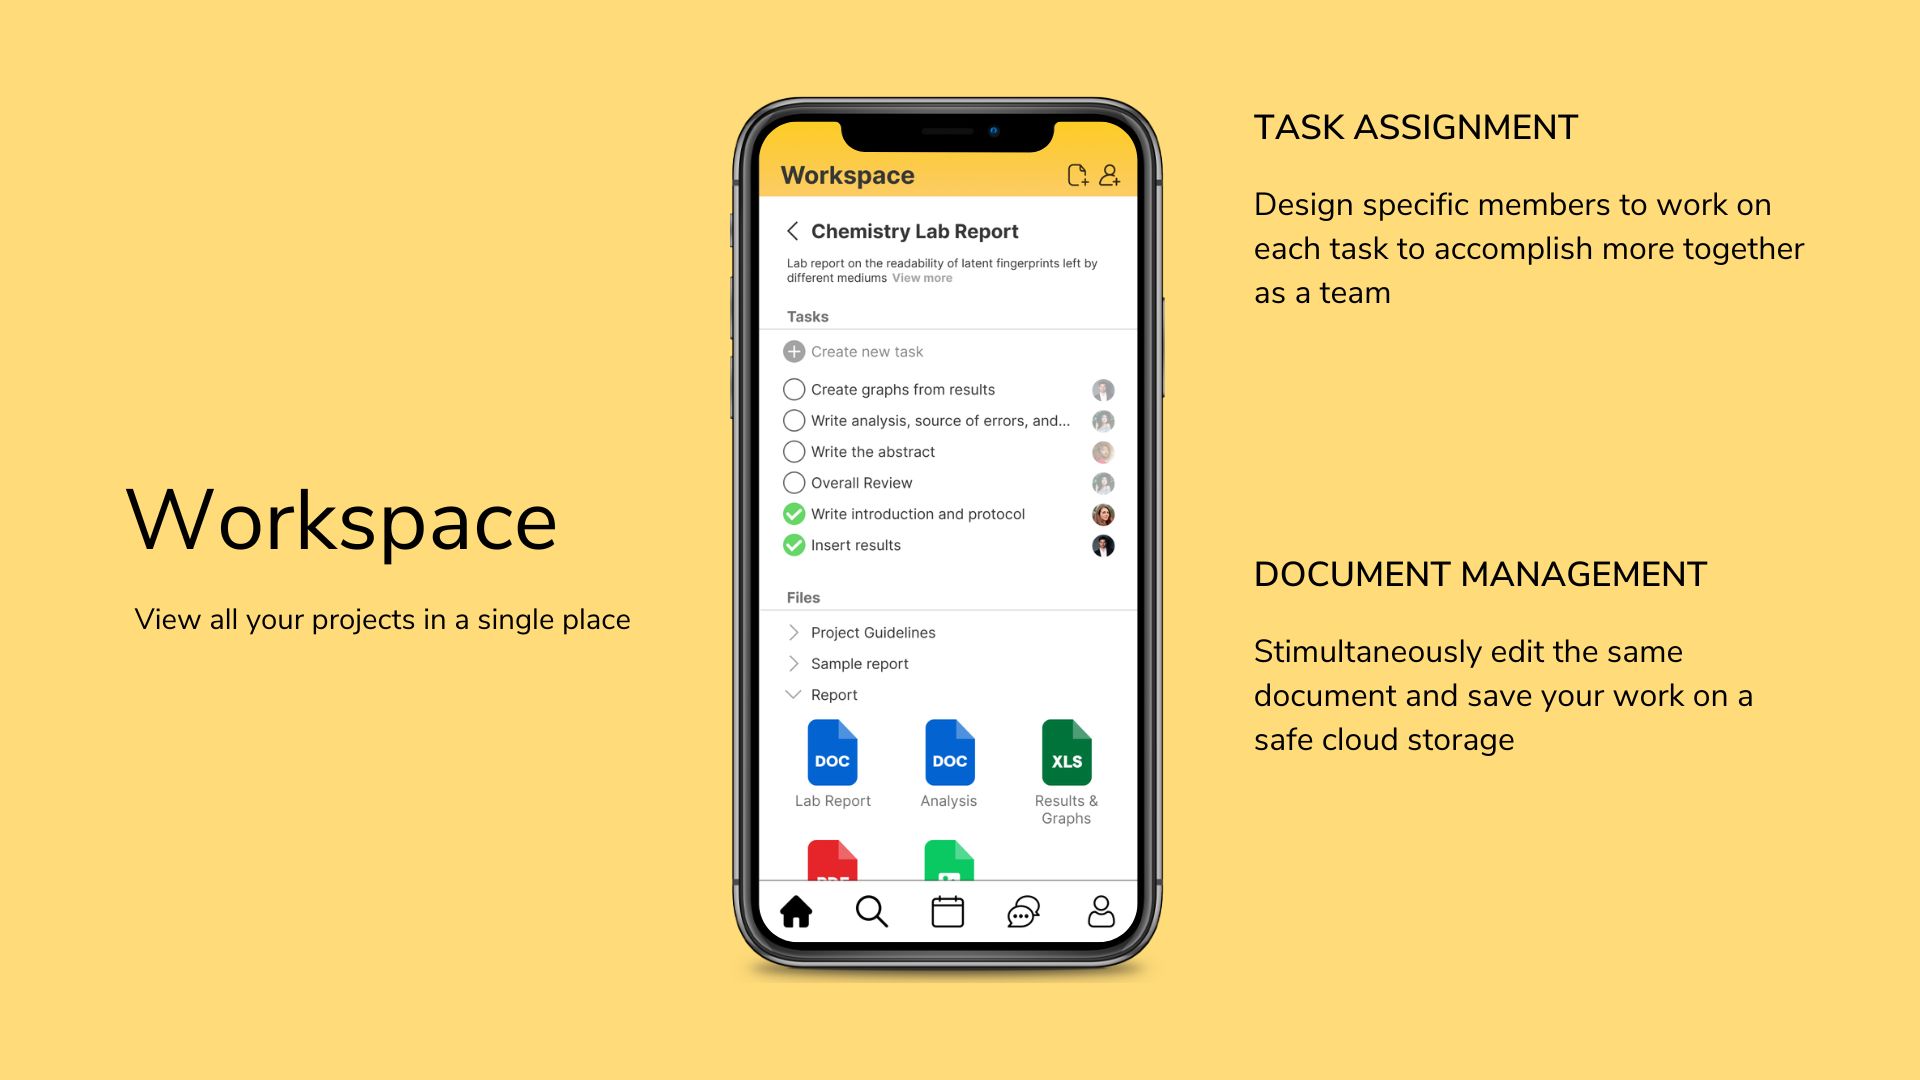 Workspace
View all your projects in a single place
Workspace
Chemistry Lab Report
Lab report on the readability of latent fingerprints left by
different mediums View more
Tasks
Create new task
Create graphs from results
Write analysis, source of errors, and...
Write the abstract
Overall Review
Write introduction and protocol
Insert results
Files
Project Guidelines
Sample report
Report
DOC
DOC
XLS
Lab Report
Analysis
Results &
Graphs
PDF
TASK ASSIGNMENT
Design specific members to work on
each task to accomplish more together
as a team
DOCUMENT MANAGEMENT
Stimultaneously edit the same
document and save your work on a
safe cloud storage